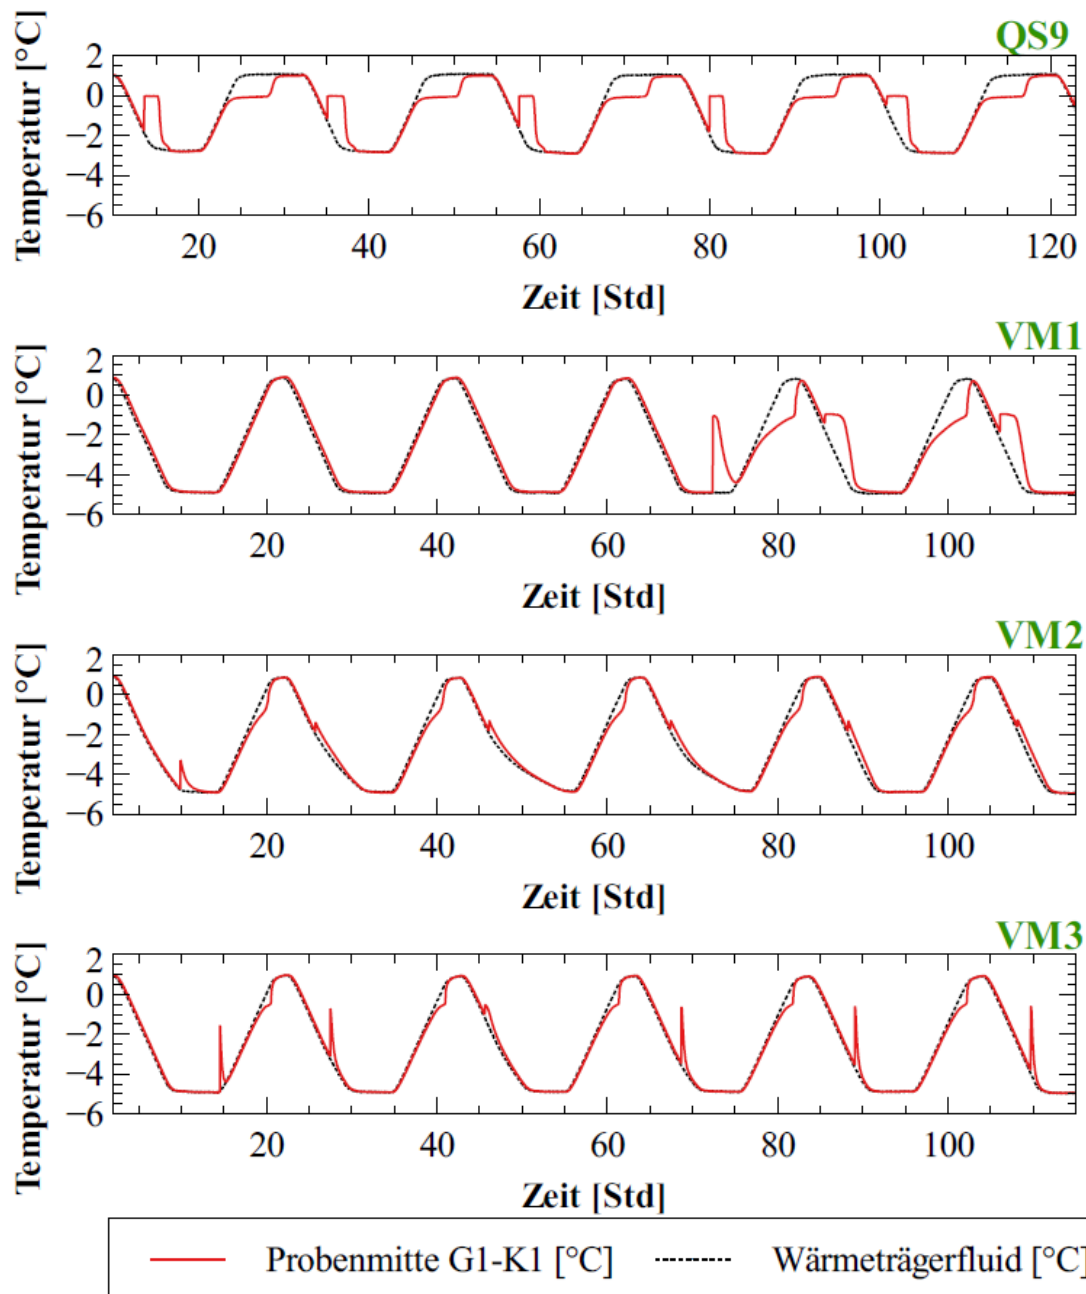 QS9
Temperatur [°C]
2
0
−2
−4
−6
20 40 60 80 100 120
Zeit [Std]
VM1
Temperatur [°C]
2
0
−2
−4
−6
20 40 60 80 100
Zeit [Std]
VM2
Temperatur [°C]
2
0
−2
−4
−6
20 40 60 80 100
Zeit [Std]
VM3
Temperatur [°C]
2
0
−2
−4
−6
20 40 60 80 100
Zeit [Std]
Probenmitte G1-K1 [°C] Wärmeträgerfluid [°C]